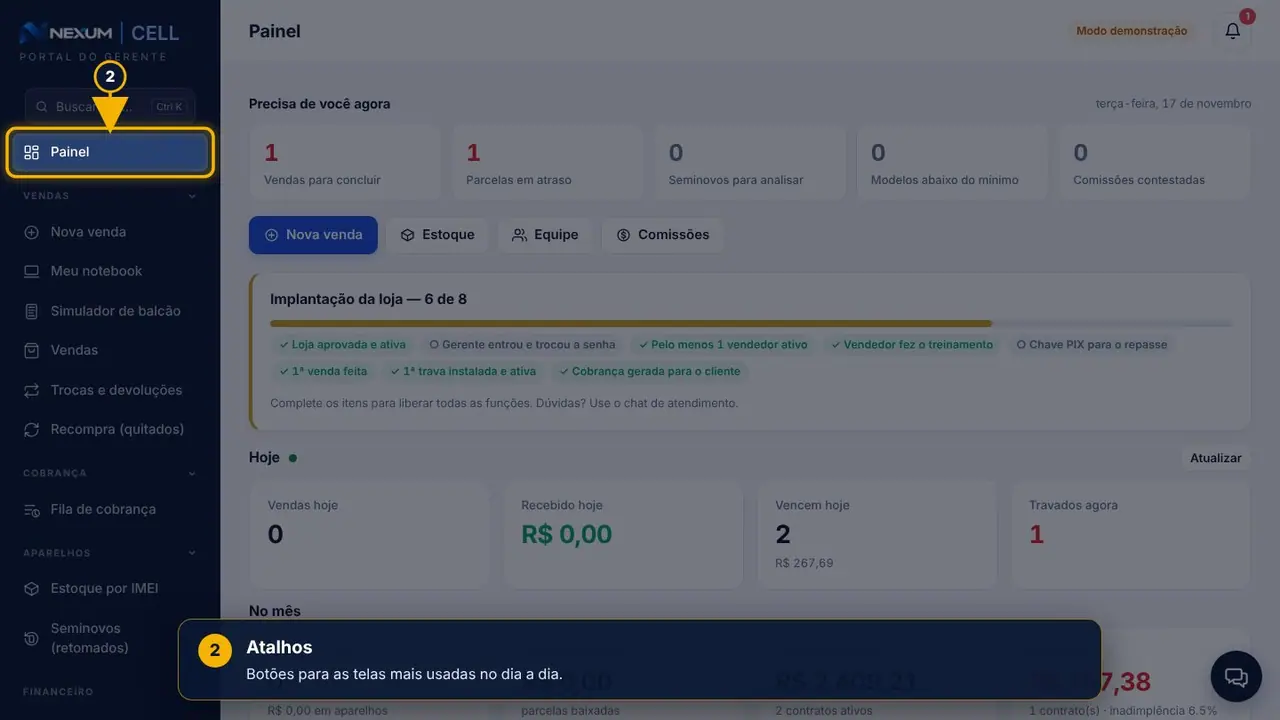 NEXUM | CELL
PORTAL DO GERENTE
2
Ctrl K
Painel
VENDAS
Nova venda
Meu notebook
Simulador de balcão
Vendas
Trocas e devoluções
Recompra (quitados)
COBRANÇA
Fila de cobrança
APARELHOS
Estoque por IMEI
Seminovos
(retomados)
FINANCEIRO
Painel
Modo demonstração
1
Precisa de você agora
terça-feira, 17 de novembro
1
Vendas para concluir
1
Parcelas em atraso
0
Seminovos para analisar
0
Modelos abaixo do mínimo
0
Comissões contestadas
Nova venda
Estoque
Equipe
Comissões
Implantação da loja — 6 de 8
✓ Loja aprovada e ativa
Gerente entrou e trocou a senha
✓ Pelo menos 1 vendedor ativo
✓ Vendedor fez o treinamento
Chave PIX para o repasse
✓ 1ª venda feita
✓ 1ª trava instalada e ativa
✓ Cobrança gerada para o cliente
Complete os itens para liberar todas as funções. Dúvidas? Use o chat de atendimento.
Hoje
Atualizar
Vendas hoje
0
Recebido hoje
R$ 0,00
Vencem hoje
2
R$ 267,69
Travados agora
1
No mês
2
Atalhos
Botões para as telas mais usadas no dia a dia.
7,38
R$ 0,00 em aparelhos
parcelas baixadas
2 contratos ativos
1 contrato(s) · inadimplência 6.5%